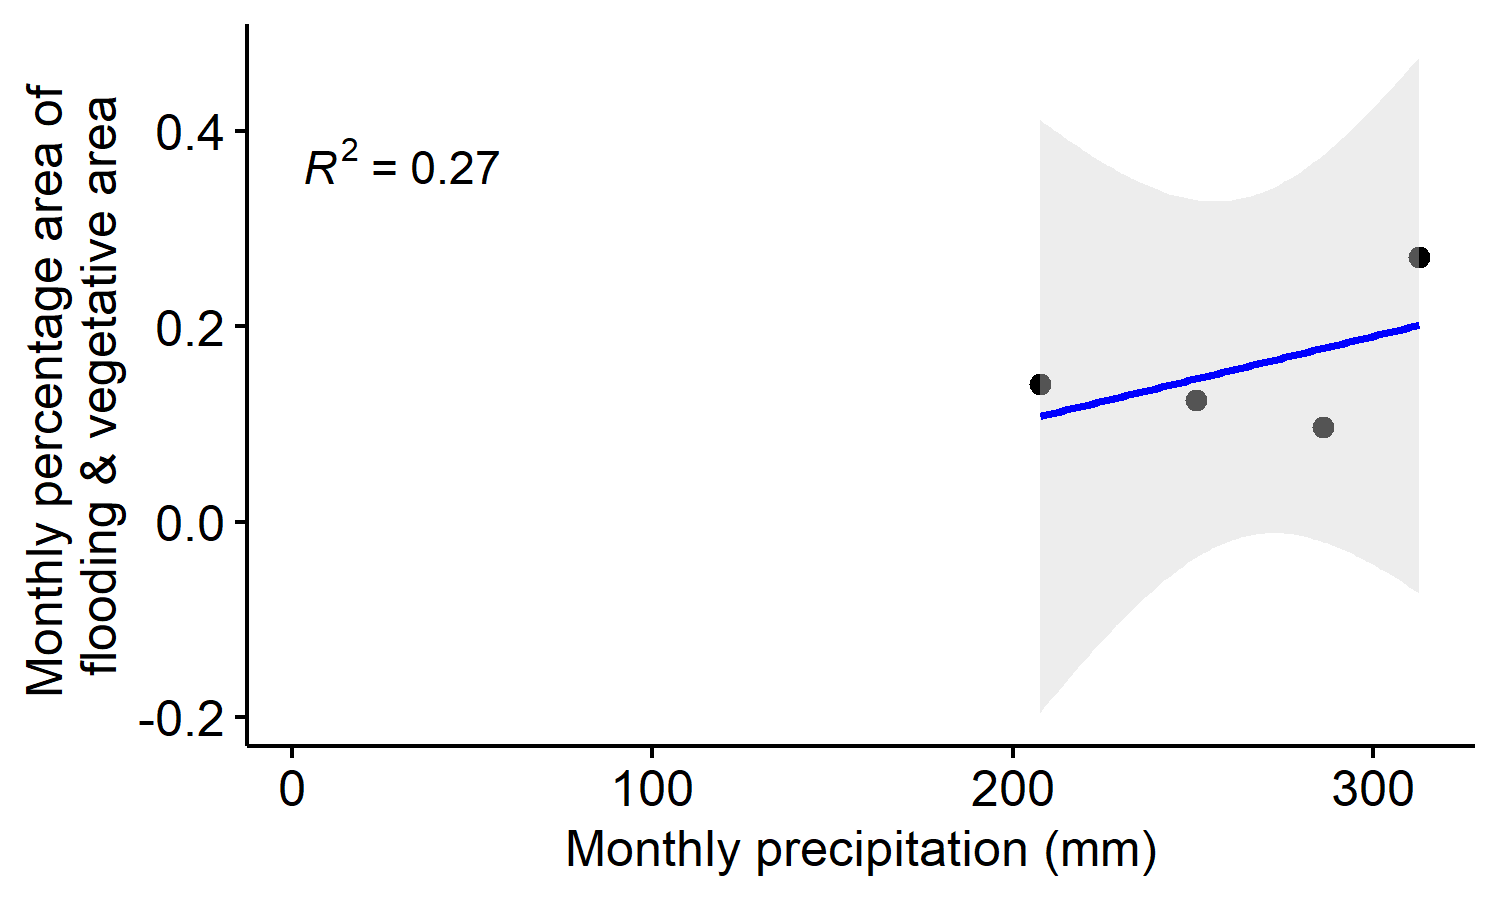 Monthly percentage area of
flooding & vegetative area
0.4
0.2
0.0
-0.2
R² = 0.27
0 100 200 300
Monthly precipitation (mm)